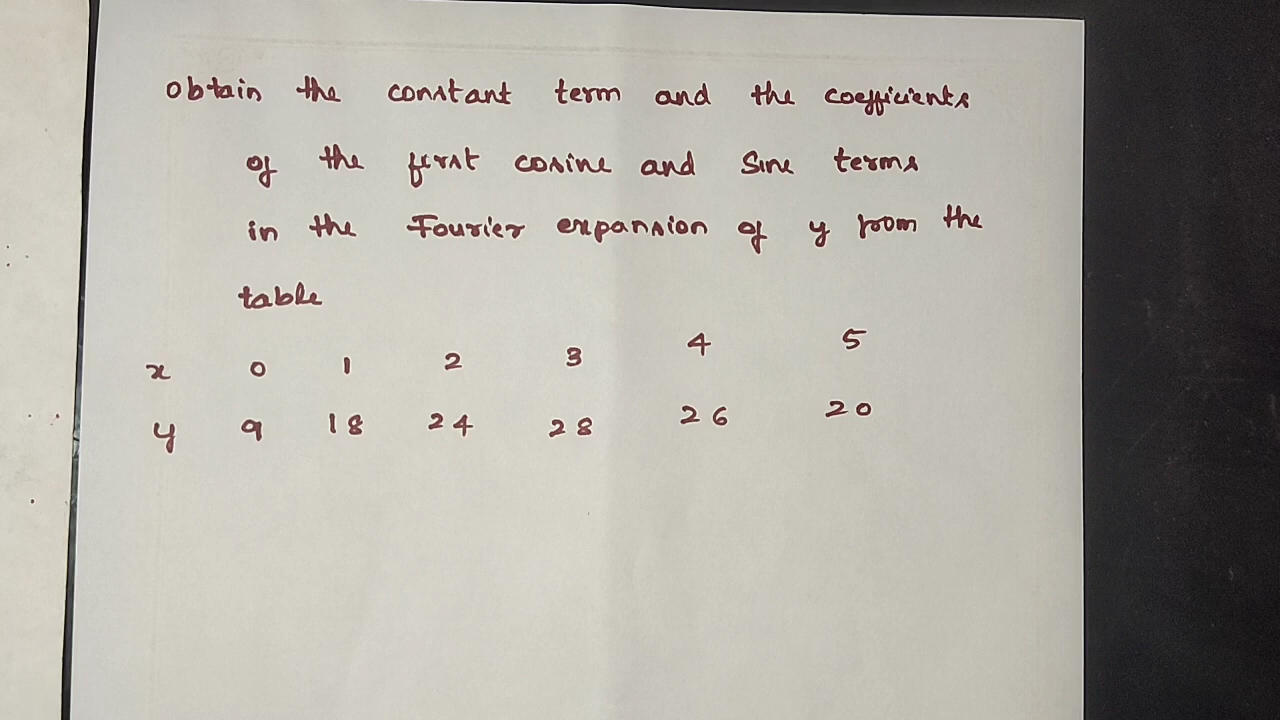 obtain the constant term and the coefficients
of the first cosine and Sine terms
in the Fourier expansion of y from the
table
x 0 1 2 3 4 5
y 9 18 24 28 26 20